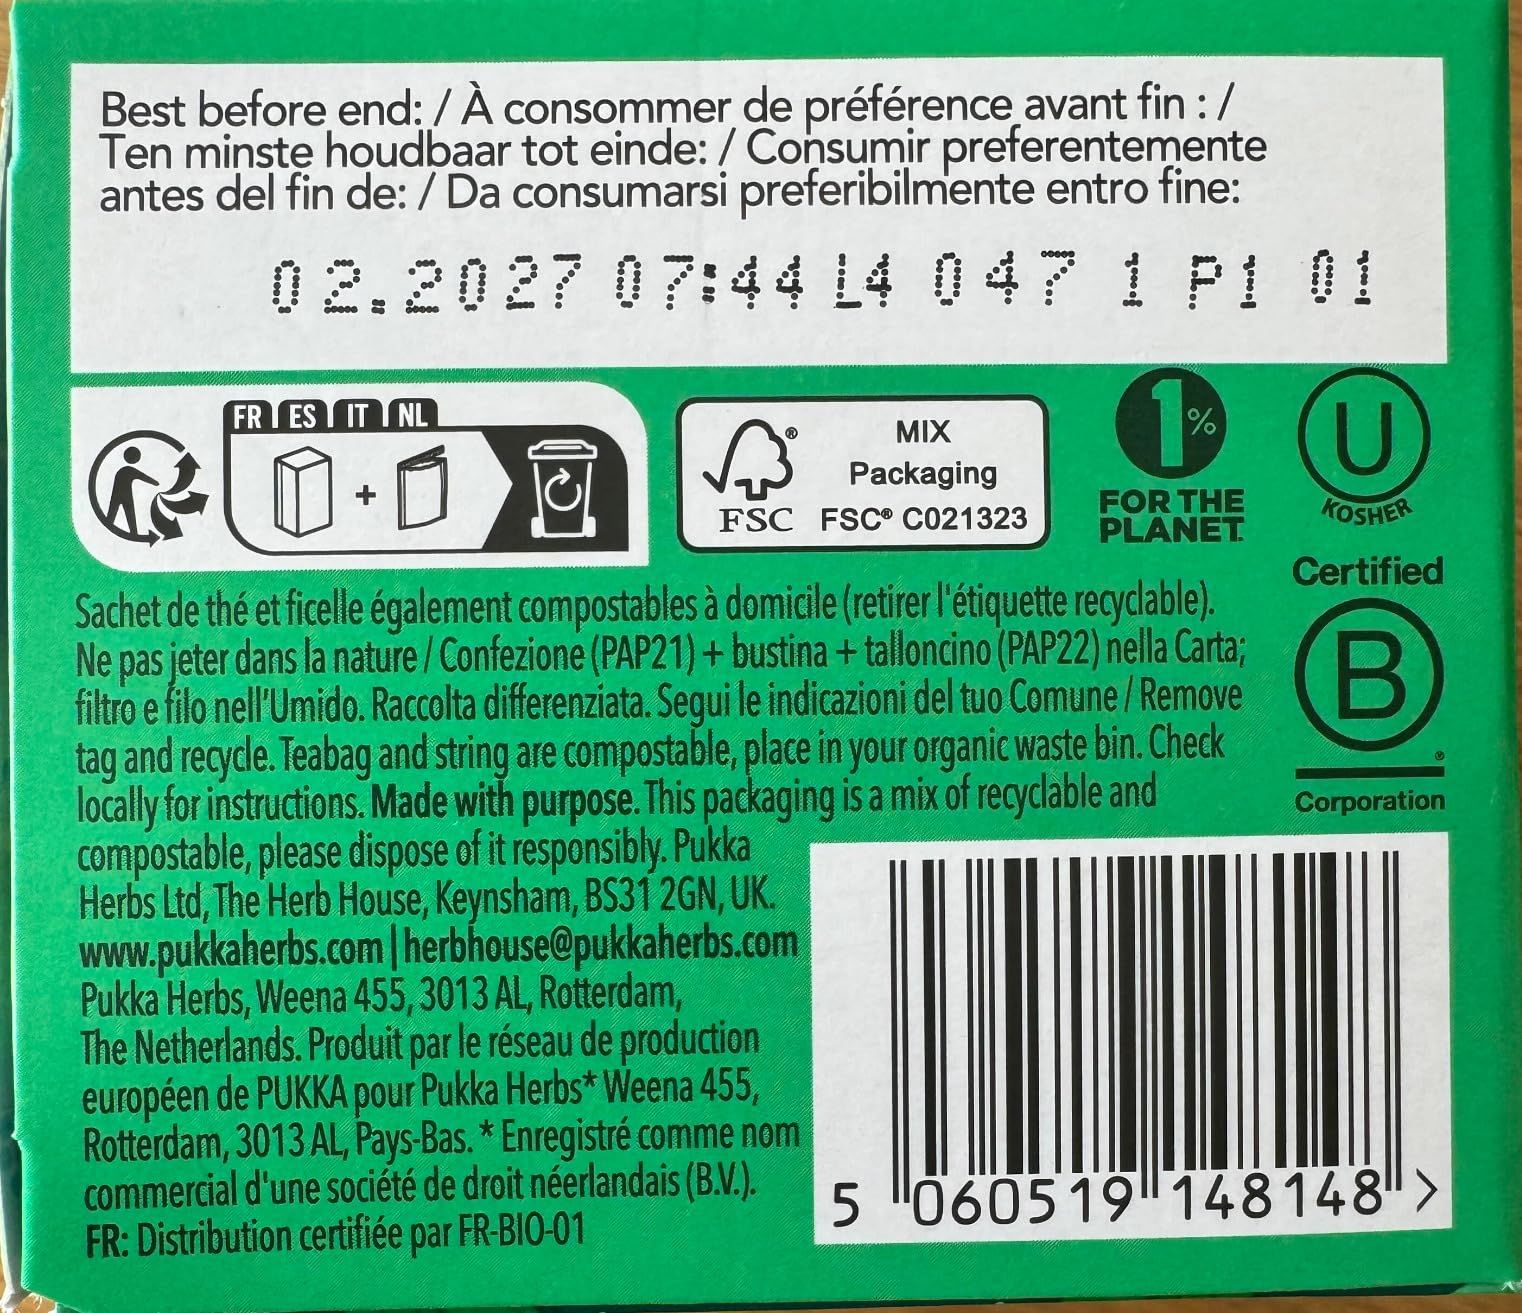 Best before end: / À consommer de préférence avant fin : /
Ten minste houdbaar tot einde: / Consumir preferentemente
antes del fin de: / Da consumarsi preferibilmente entro fine:
02.2027 07:44 L4 047 1 P1 01
FR ES IT NL
+
MIX
Packaging
FSC® C021323
® FSC
1%
FOR THE
PLANET
U
KOSHER
Certified
B
®
Corporation
Sachet de thé et ficelle également compostables à domicile (retirer l'étiquette recyclable).
Ne pas jeter dans la nature / Confezione (PAP21) + bustina + talloncino (PAP22) nella Carta;
filtro e filo nell'Umido. Raccolta differenziata. Segui le indicazioni del tuo Comune / Remove
tag and recycle. Teabag and string are compostable, place in your organic waste bin. Check
locally for instructions. Made with purpose. This packaging is a mix of recyclable and
compostable, please dispose of it responsibly. Pukka
Herbs Ltd, The Herb House, Keynsham, BS31 2GN, UK.
www.pukkaherbs.com | herbhouse@pukkaherbs.com
Pukka Herbs, Weena 455, 3013 AL, Rotterdam,
The Netherlands. Produit par le réseau de production
européen de PUKKA pour Pukka Herbs* Weena 455,
Rotterdam, 3013 AL, Pays-Bas. * Enregistré comme nom
commercial d'une société de droit néerlandais (B.V.).
FR: Distribution certifiée par FR-BIO-01
5 060519 148148 >